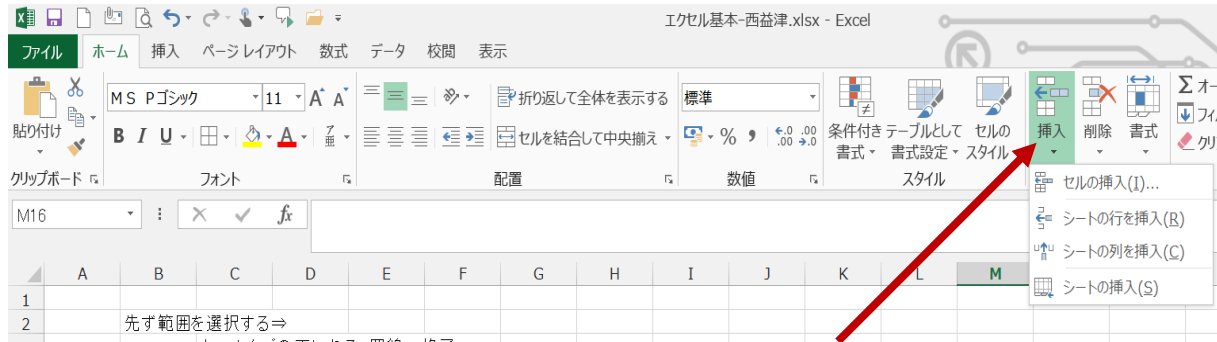 エクセル基本-西益津.xlsx - Excel
ファイル ホーム 挿入 ページ レイアウト 数式 データ 校閲 表示
MS Pゴシック 11 A A 折り返して全体を表示する 標準 Σ オー
貼り付け B I U A セルを結合して中央揃え % 条件付き書式 テーブルとして書式設定 セルのスタイル 挿入 削除 書式 フィ
クリ
クリップボード フォント 配置 数値 スタイル
セルの挿入(I)...
シートの行を挿入(R)
シートの列を挿入(C)
シートの挿入(S)
M16 fx
A B C D E F G H I J K L M
1
2 先ず範囲を選択する⇒